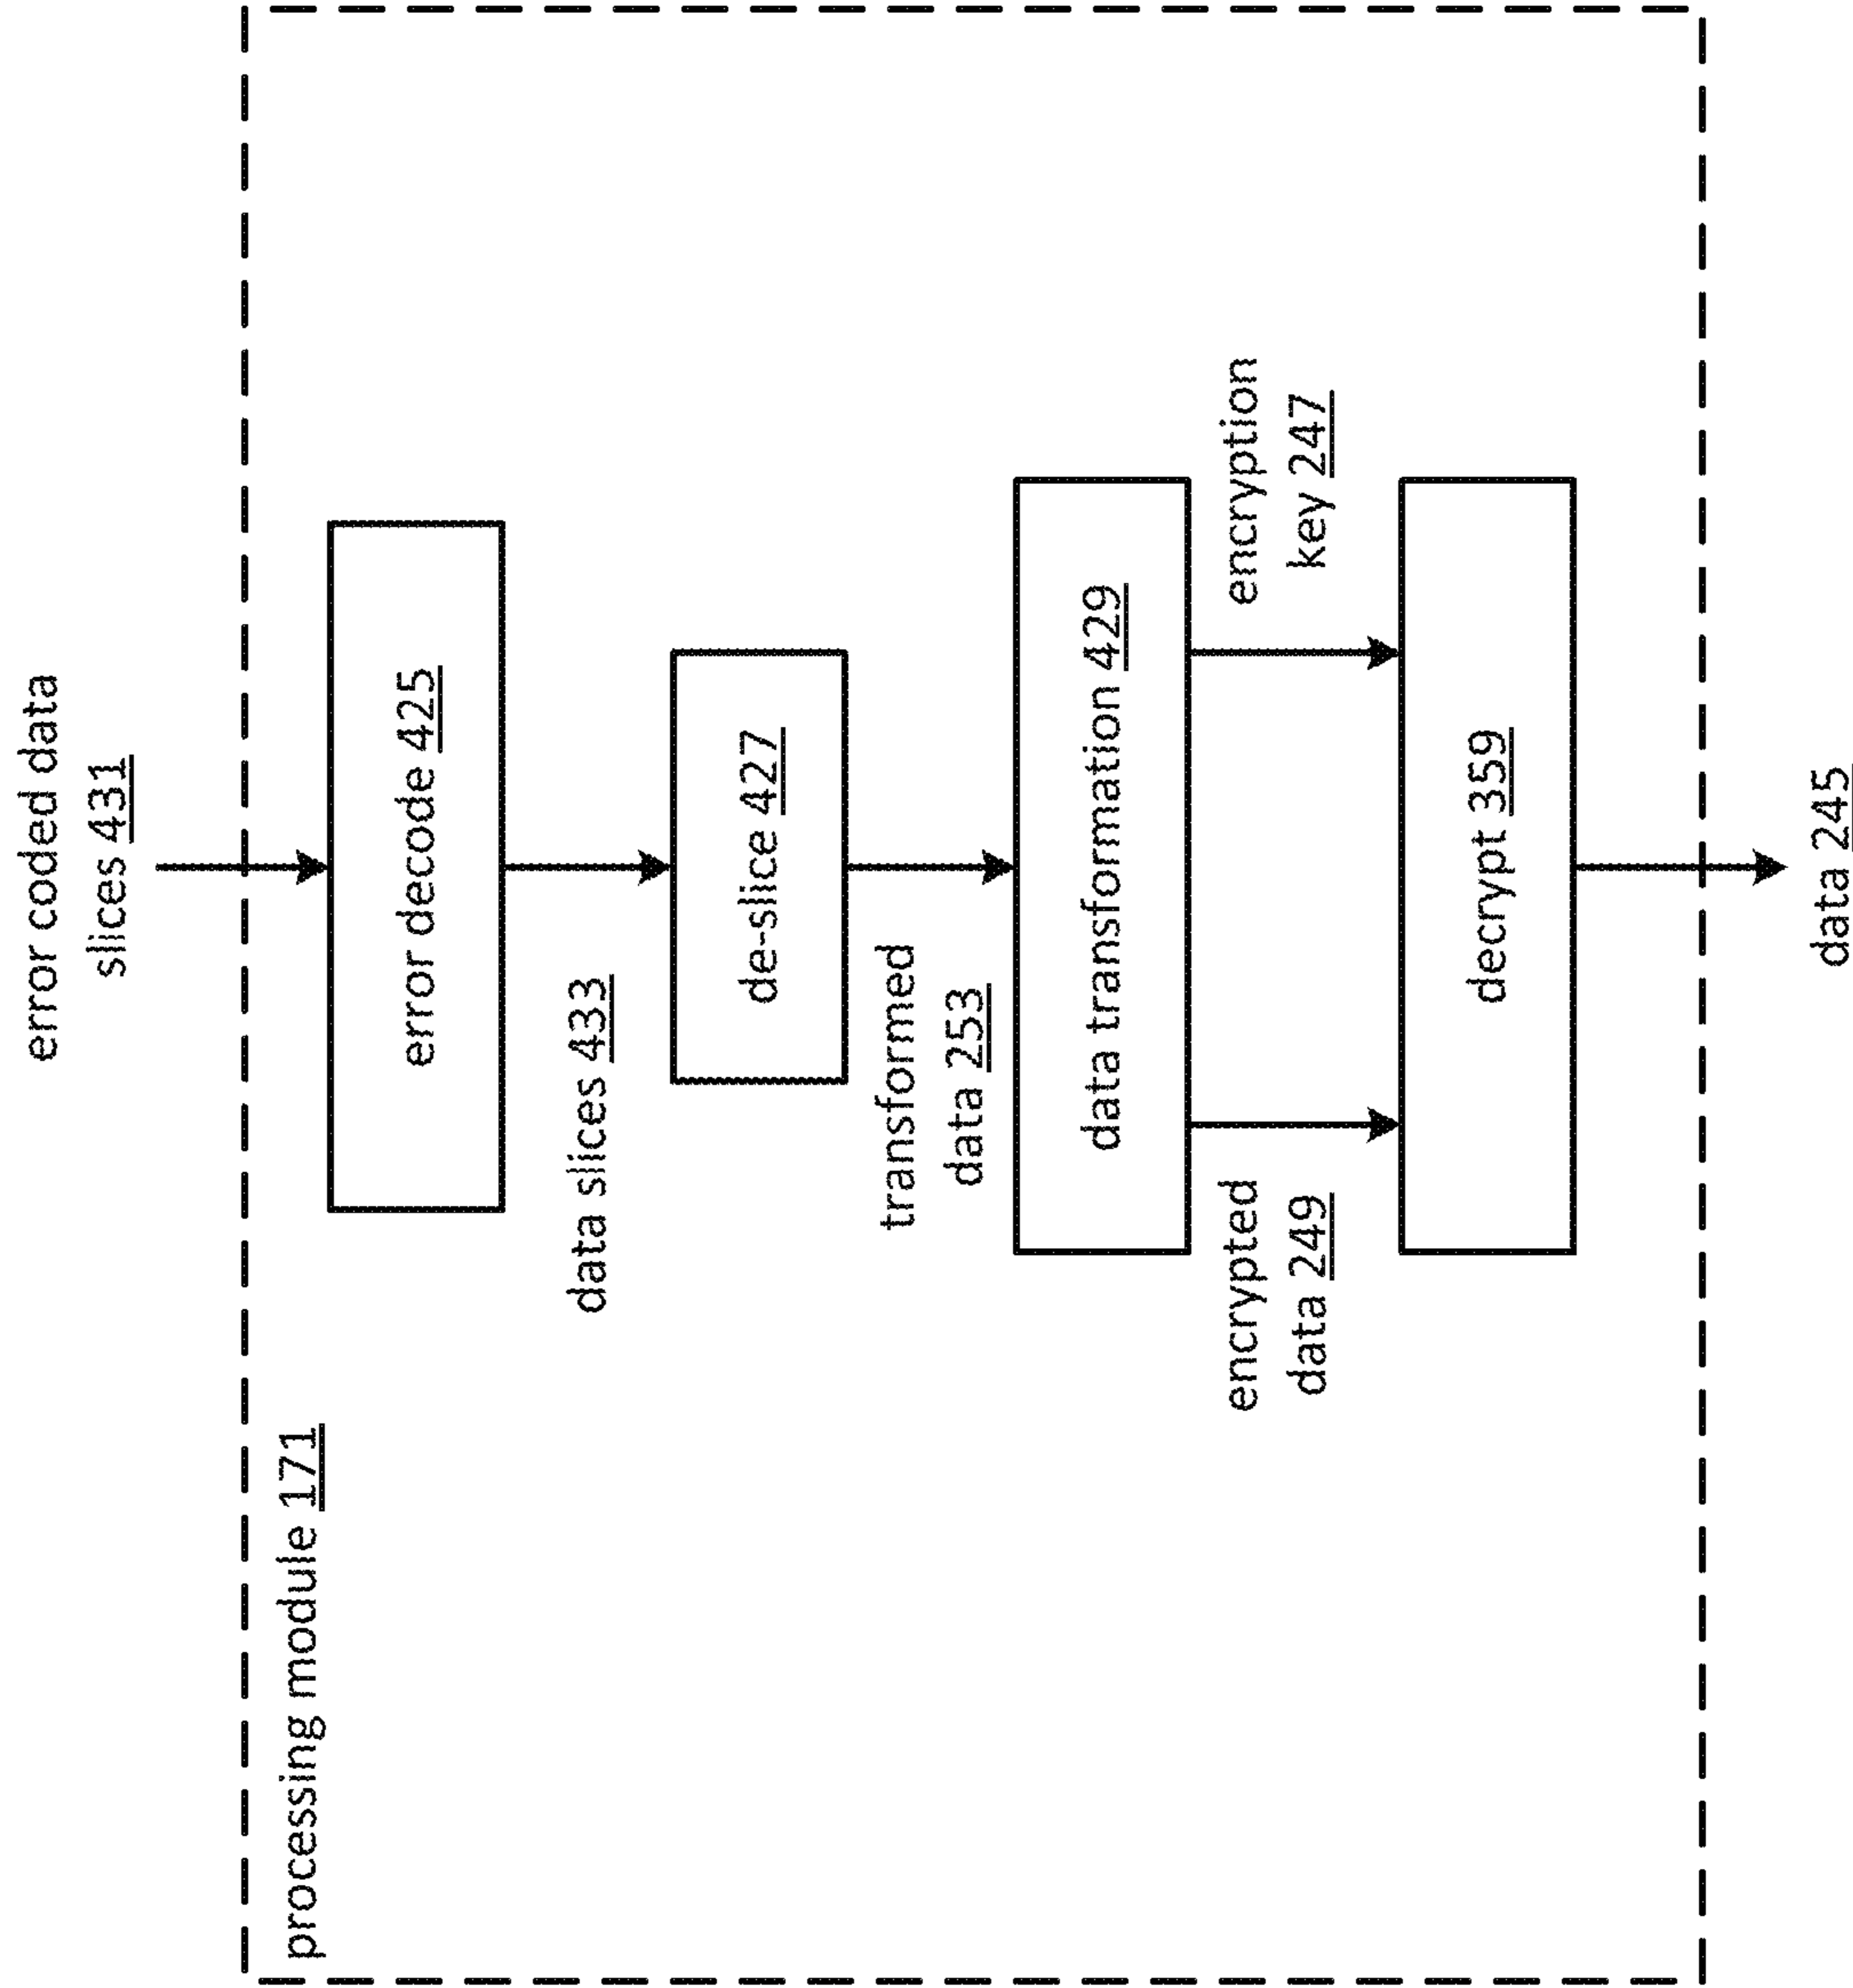 error coded data
slices 431
processing module 171
error decode 425
data slices 433
de-slice 427
transformed
data 253
data transformation 429
encrypted
data 249
encryption
key 247
decrypt 359
data 245